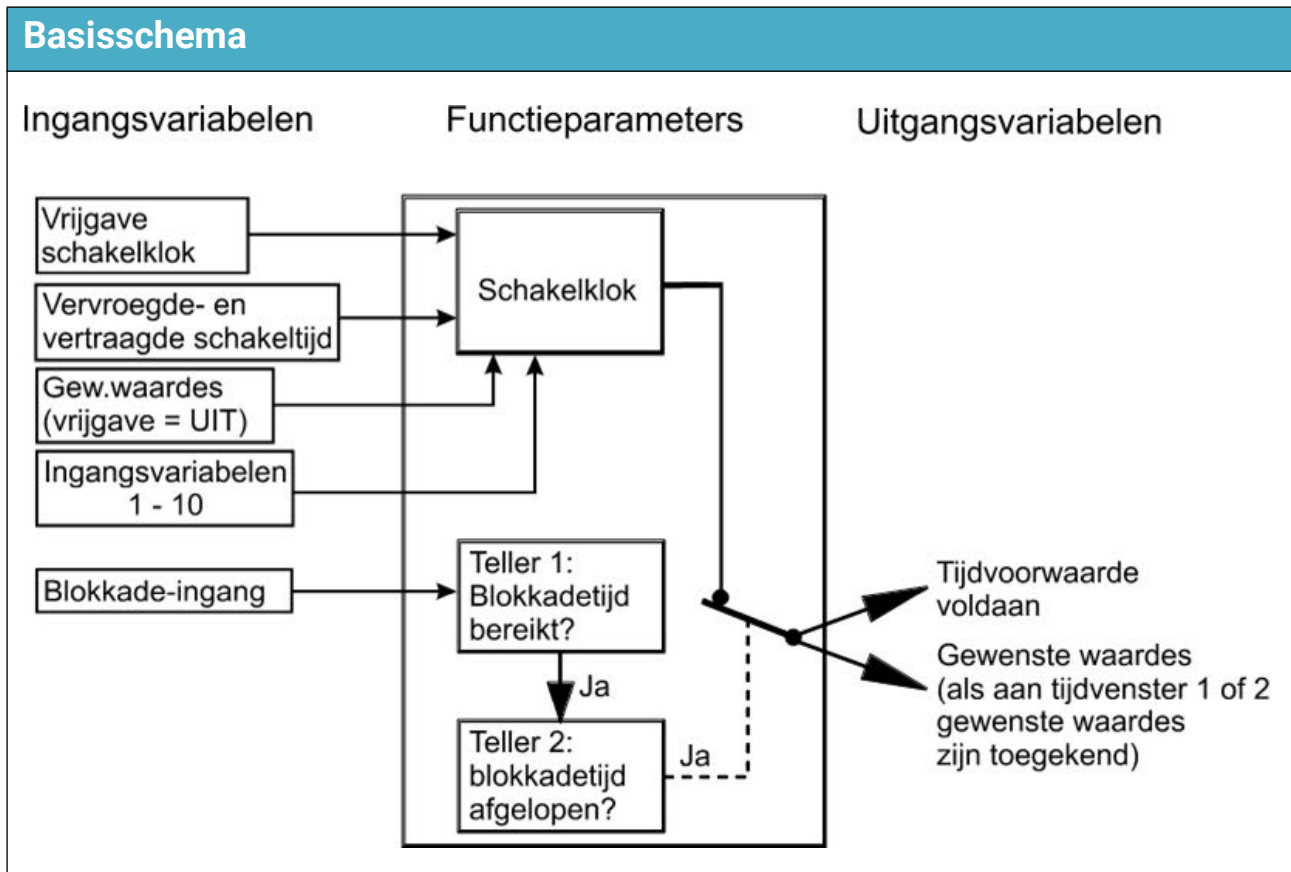 Basisschema
Ingangsvariabelen
Functieparameters
Uitgangsvariabelen
Vrijgave
schakelklok
Vervroegde- en
vertraagde schakeltijd
Gew.waardes
(vrijgave = UIT)
Ingangsvariabelen
1 - 10
Blokkade-ingang
Schakelklok
Teller 1:
Blokkadetijd
bereikt?
Ja
Teller 2:
blokkadetijd
afgelopen?
Ja
Tijdvoorwaarde
voldaan
Gewenste waardes
(als aan tijdvenster 1 of 2
gewenste waardes
zijn toegekend)